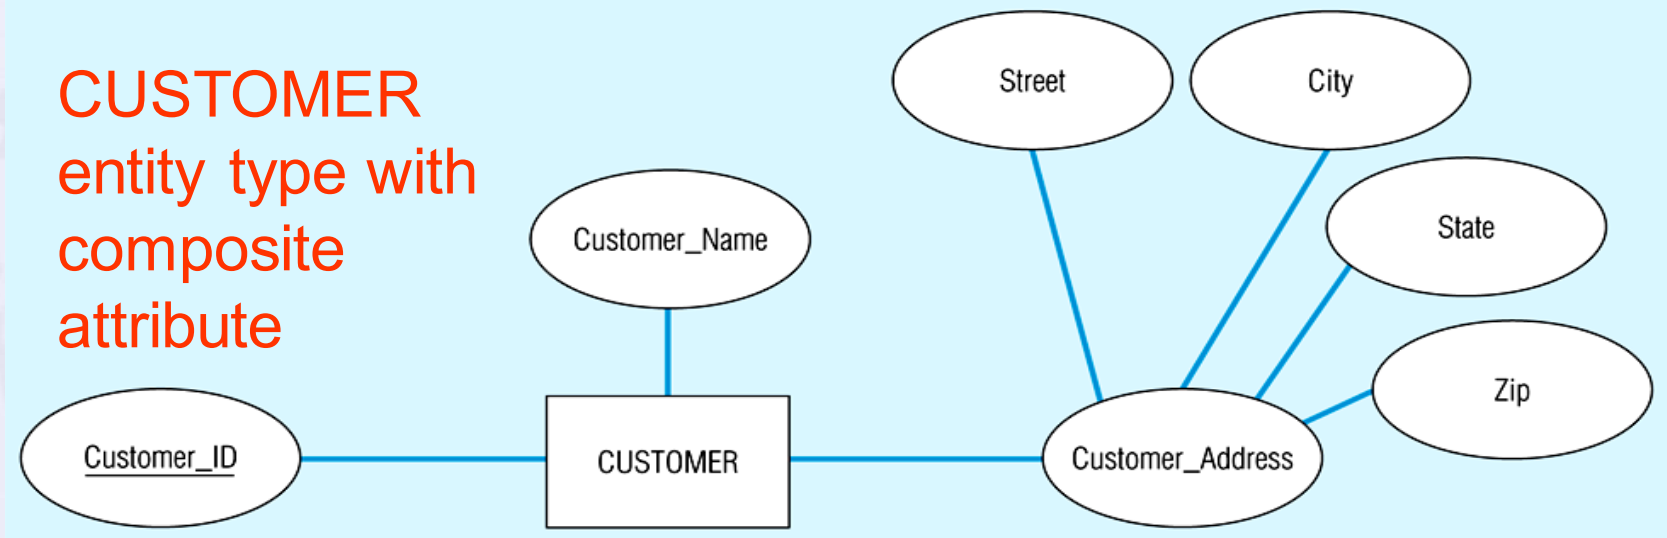 CUSTOMER
entity type with
composite
attribute
Street
City
State
Zip
Customer_Name
Customer_ID
CUSTOMER
Customer_Address